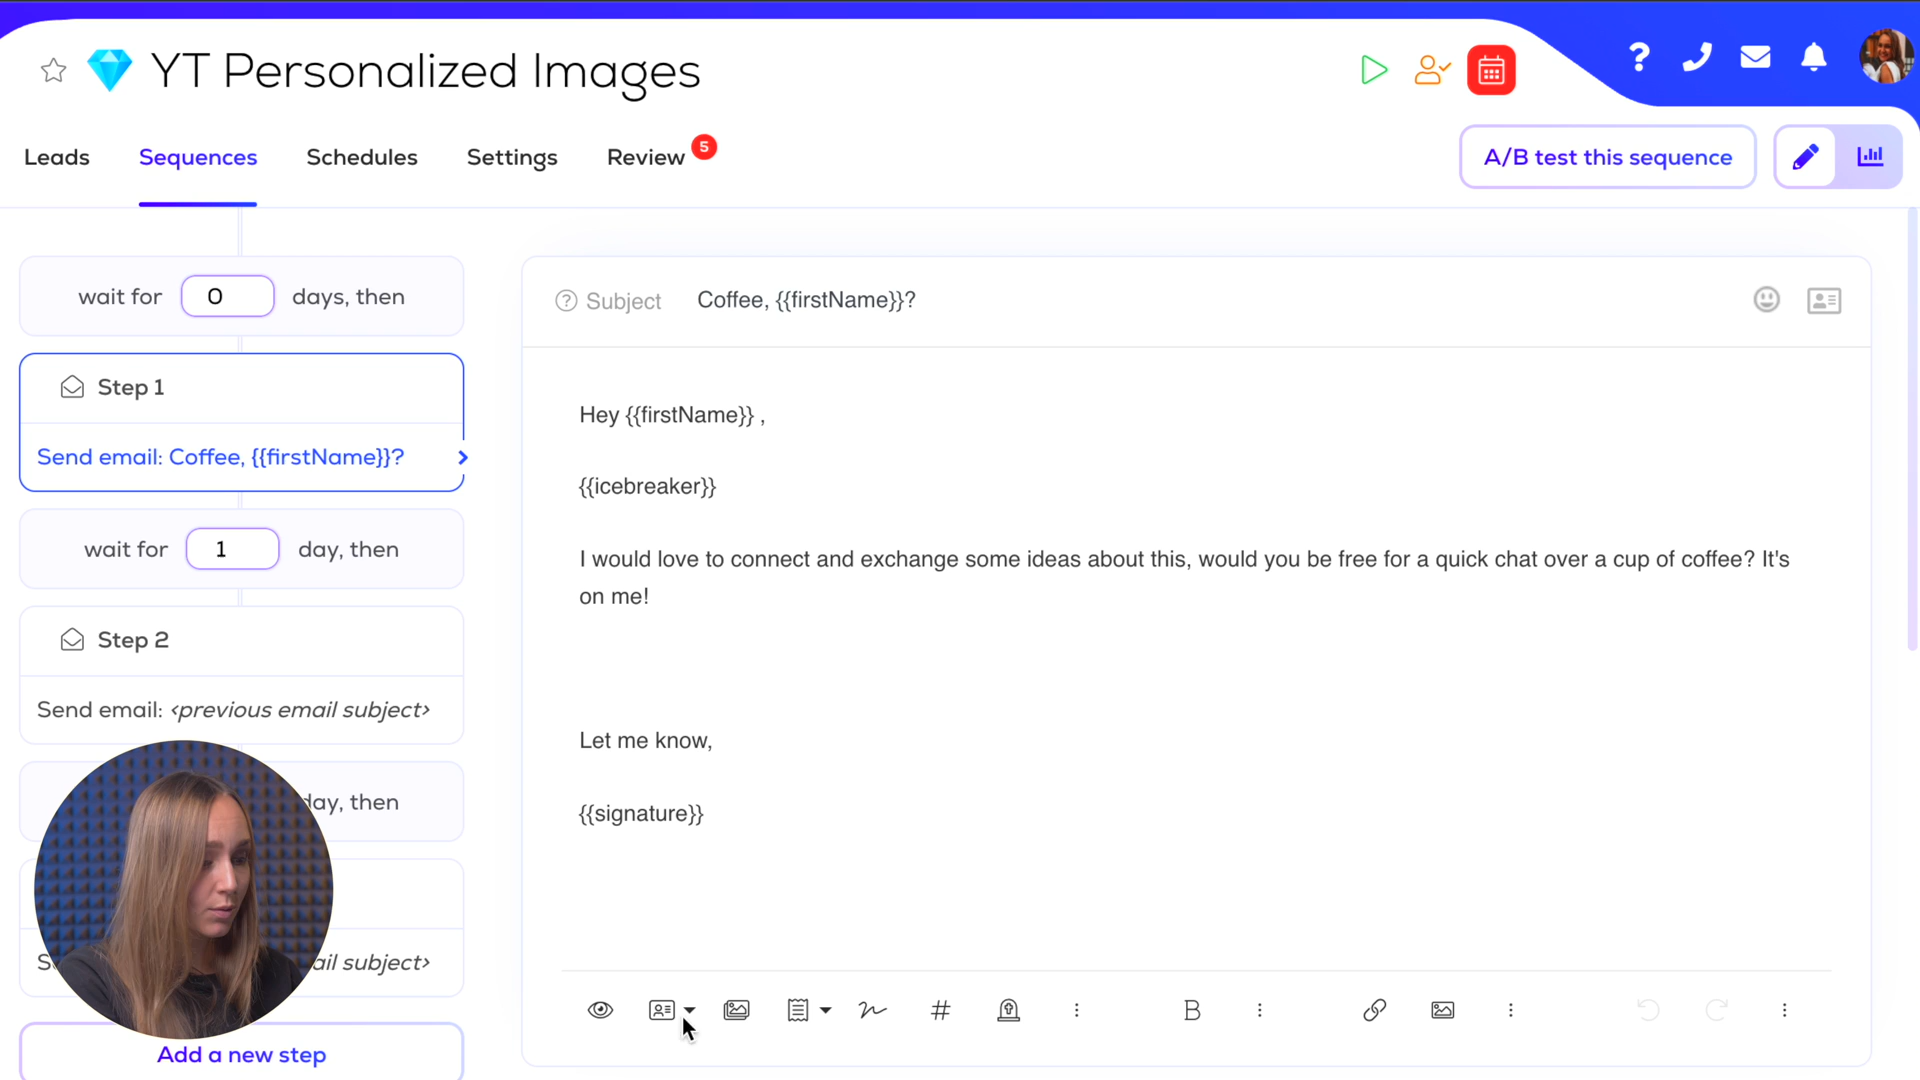 YT Personalized Images
Leads
Sequences
Schedules
Settings
Review
5
A/B test this sequence
wait for 0 days, then
Step 1
Send email: Coffee, {{firstName}}?
wait for 1 day, then
Step 2
Send email: <previous email subject>
day, then
email subject>
Add a new step
? Subject Coffee, {{firstName}}?
Hey {{firstName}} ,
{{icebreaker}}
I would love to connect and exchange some ideas about this, would you be free for a quick chat over a cup of coffee? It's
on me!
Let me know,
{{signature}}